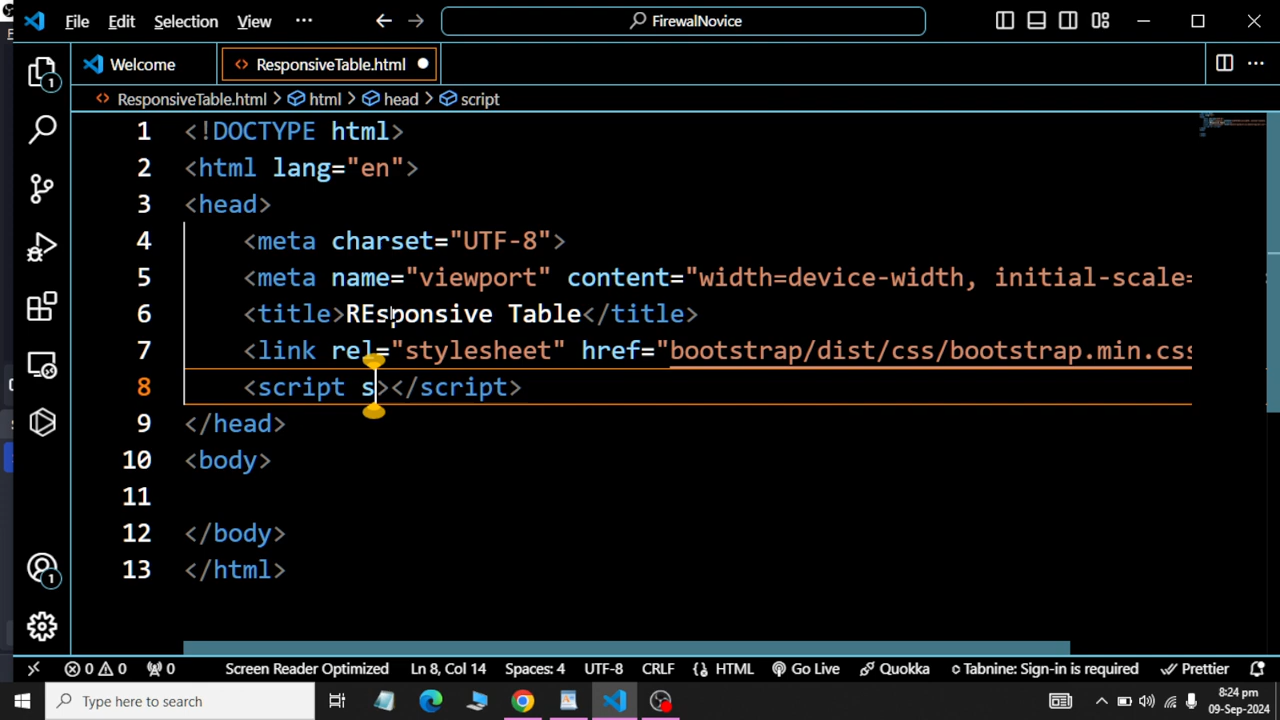 File Edit Selection View ··· FirewalNovice
Welcome ResponsiveTable.html
ResponsiveTable.html > html > head > script
1 <!DOCTYPE html>
2 <html lang="en">
3 <head>
4 <meta charset="UTF-8">
5 <meta name="viewport" content="width=device-width, initial-scale=
6 <title>REsponsive Table</title>
7 <link rel="stylesheet" href="bootstrap/dist/css/bootstrap.min.css
8 <script s></script>
9 </head>
10 <body>
11
12 </body>
13 </html>
1
1
0 0 0 Screen Reader Optimized Ln 8, Col 14 Spaces: 4 UTF-8 CRLF {} HTML Go Live Quokka Tabnine: Sign-in is required Prettier
Type here to search
8:24 pm
09-Sep-2024